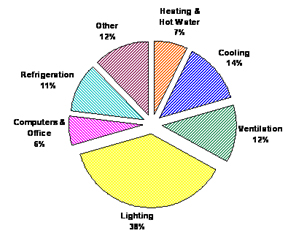 Heating &
Hot Water
7%
Cooling
14%
Ventilation
12%
Lighting
38%
Computers &
Office
6%
Refrigeration
11%
Other
12%